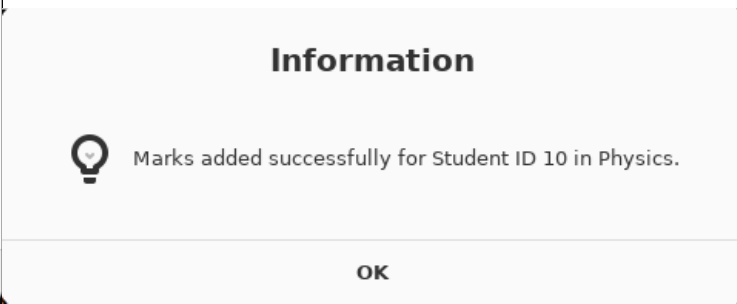 Information
Marks added successfully for Student ID 10 in Physics.
OK